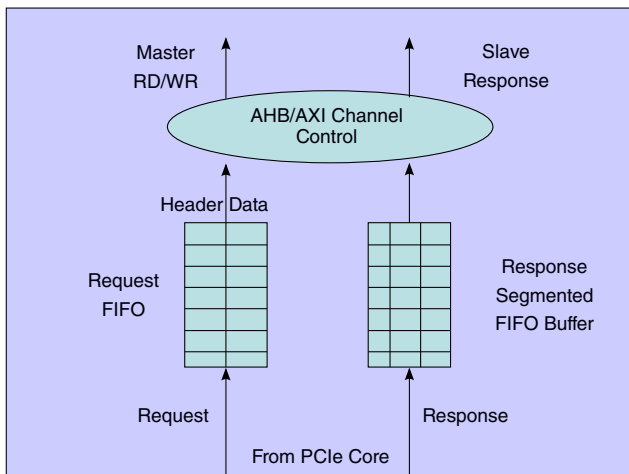 Master
RD/WR
Slave
Response
AHB/AXI Channel
Control
Header Data
Request
FIFO
Response
Segmented
FIFO Buffer
Request
Response
From PCIe Core